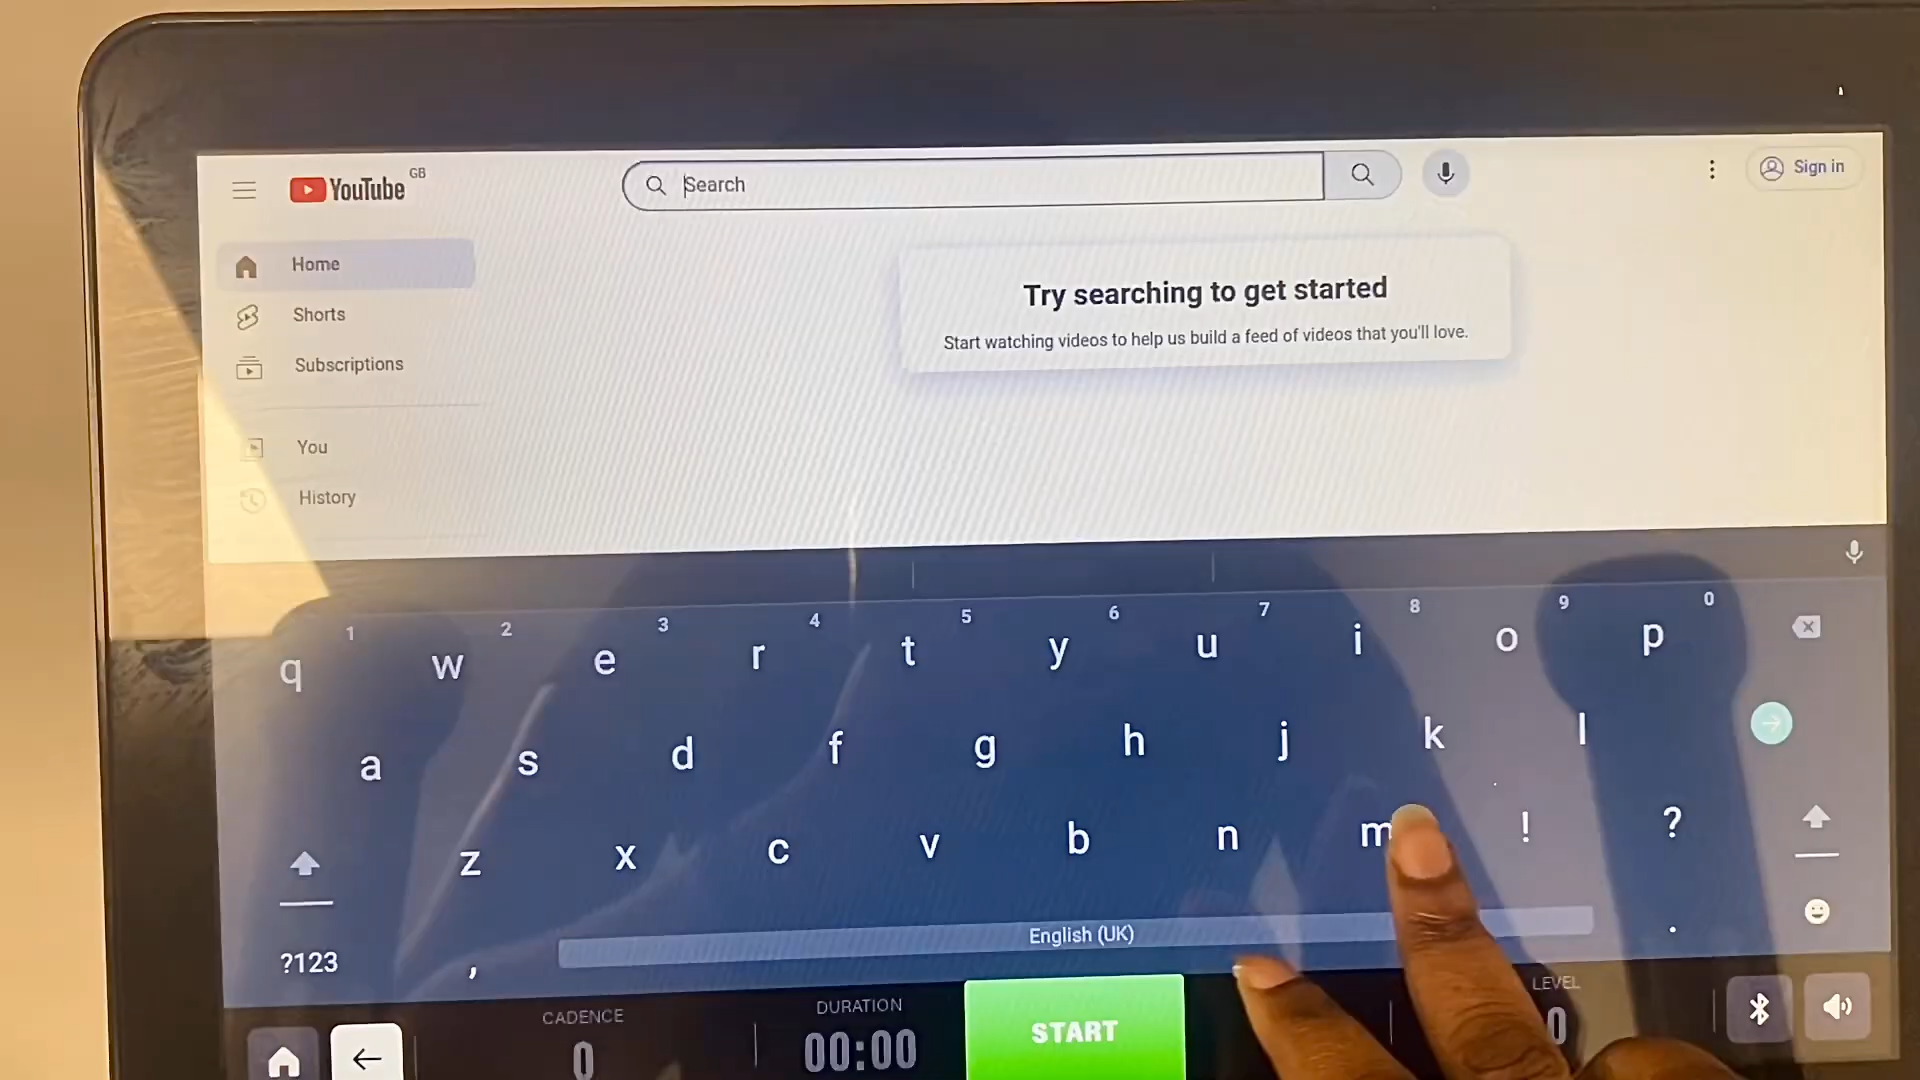 YouTube GB
Search
Sign in
Home
Shorts
Subscriptions
You
History
Try searching to get started
Start watching videos to help us build a feed of videos that you'll love.
1 2 3 4 5 6 7 8 9 0
q w e r t y u i o p
a s d f g h j k l
z x c v b n m ! ?
?123 , English (UK) .
CADENCE
0
DURATION
00:00
START
LEVEL
0